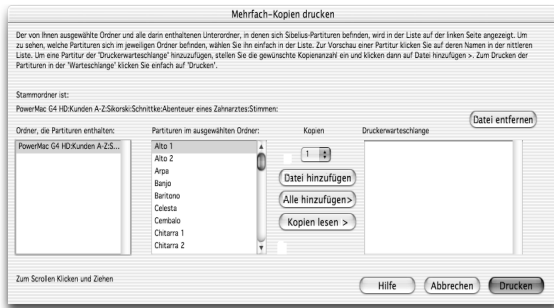 Mehrfach-Kopien drucken
Der von Ihnen ausgewählte Ordner und alle darin enthaltenen Unterordner, in denen sich Sibelius-Partituren befinden, wird in der Liste auf der linken Seite angezeigt. Um
zu sehen, welche Partituren sich im jeweiligen Ordner befinden, wählen Sie ihn einfach in der Liste. Zur Vorschau einer Partitur klicken Sie auf deren Namen in der mittleren
Liste. Um eine Partitur der "Druckerwarteschlange" hinzuzufügen, stellen Sie die gewünschte Kopienanzahl ein und klicken dann auf Datei hinzufügen >. Zum Drucken der
Partituren in der "Warteschlange" klicken Sie einfach auf "Drucken".
Stammordner ist:
PowerMac G4 HD:Kunden A-Z:Sikorski:Schnittke:Abenteuer eines Zahnarztes:Stimmen:
Datei entfernen
Ordner, die Partituren enthalten:
Partituren im ausgewählten Ordner:
Kopien
Druckerwarteschlange
PowerMac G4 HD:Kunden A-Z:S...
Alto 1
Alto 2
Arpa
Banjo
Baritono
Celesta
Cembalo
Chitarra 1
Chitarra 2
1
Datei hinzufügen
Alle hinzufügen>
Kopien lesen >
Zum Scrollen Klicken und Ziehen
Hilfe
Abbrechen
Drucken